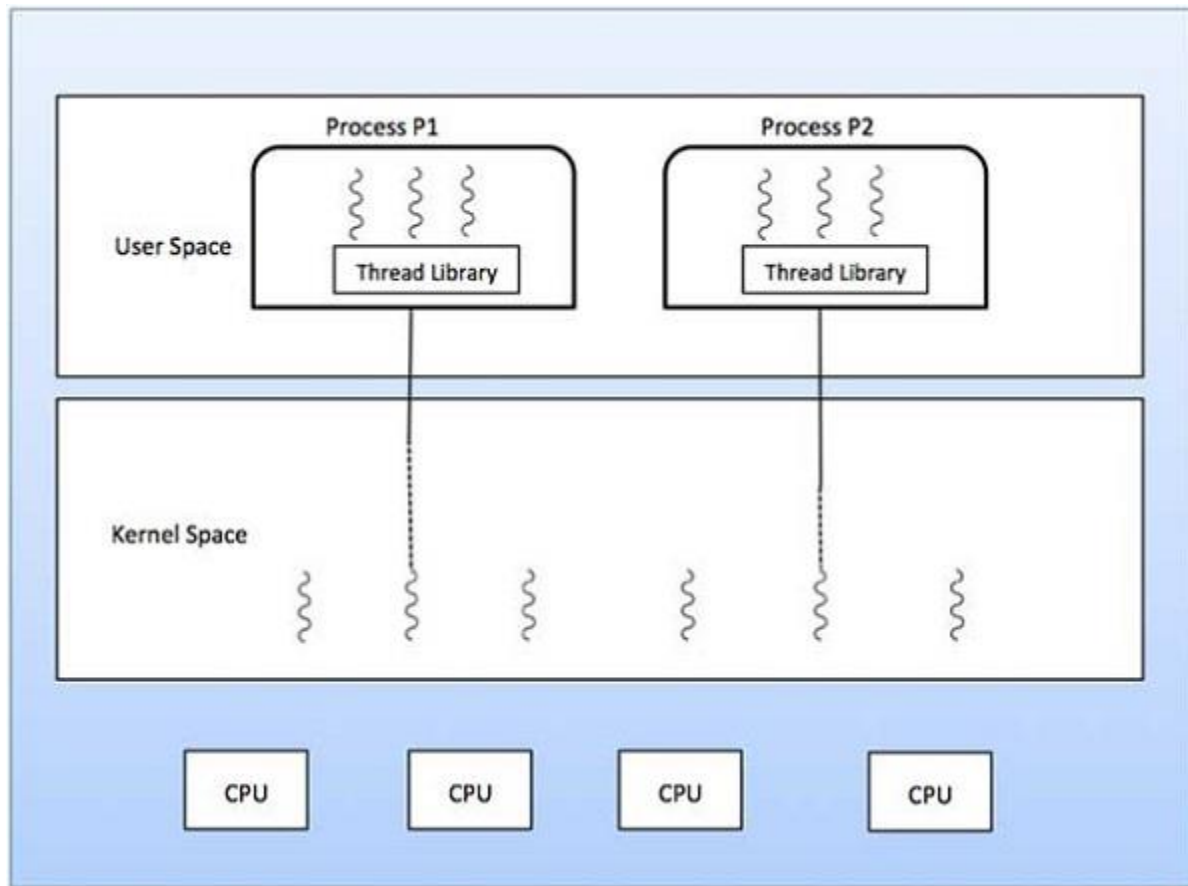 Process P1
Process P2
User Space
Thread Library
Thread Library
Kernel Space
CPU
CPU
CPU
CPU